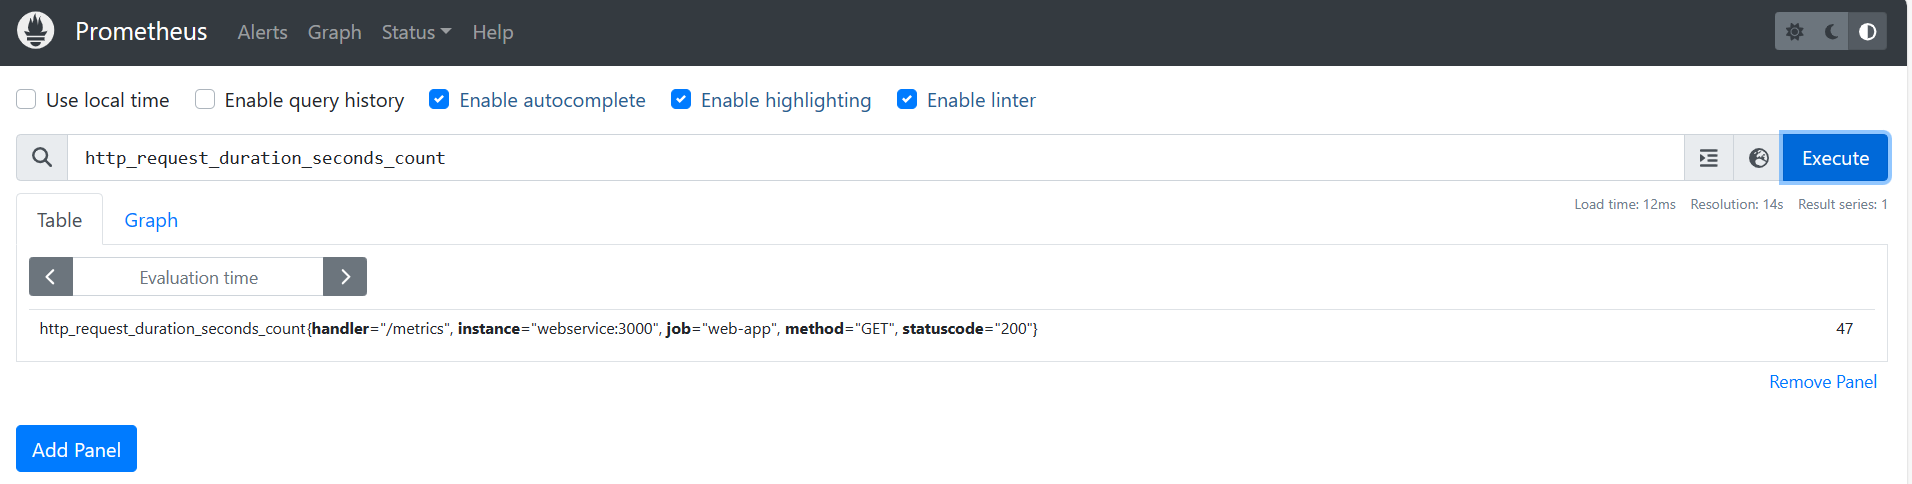 Prometheus Alerts Graph Status Help
Use local time Enable query history Enable autocomplete Enable highlighting Enable linter
http_request_duration_seconds_count Execute
Table Graph Load time: 12ms Resolution: 14s Result series: 1
Evaluation time
http_request_duration_seconds_count{handler="/metrics", instance="webservice:3000", job="web-app", method="GET", statuscode="200"} 47
Remove Panel
Add Panel